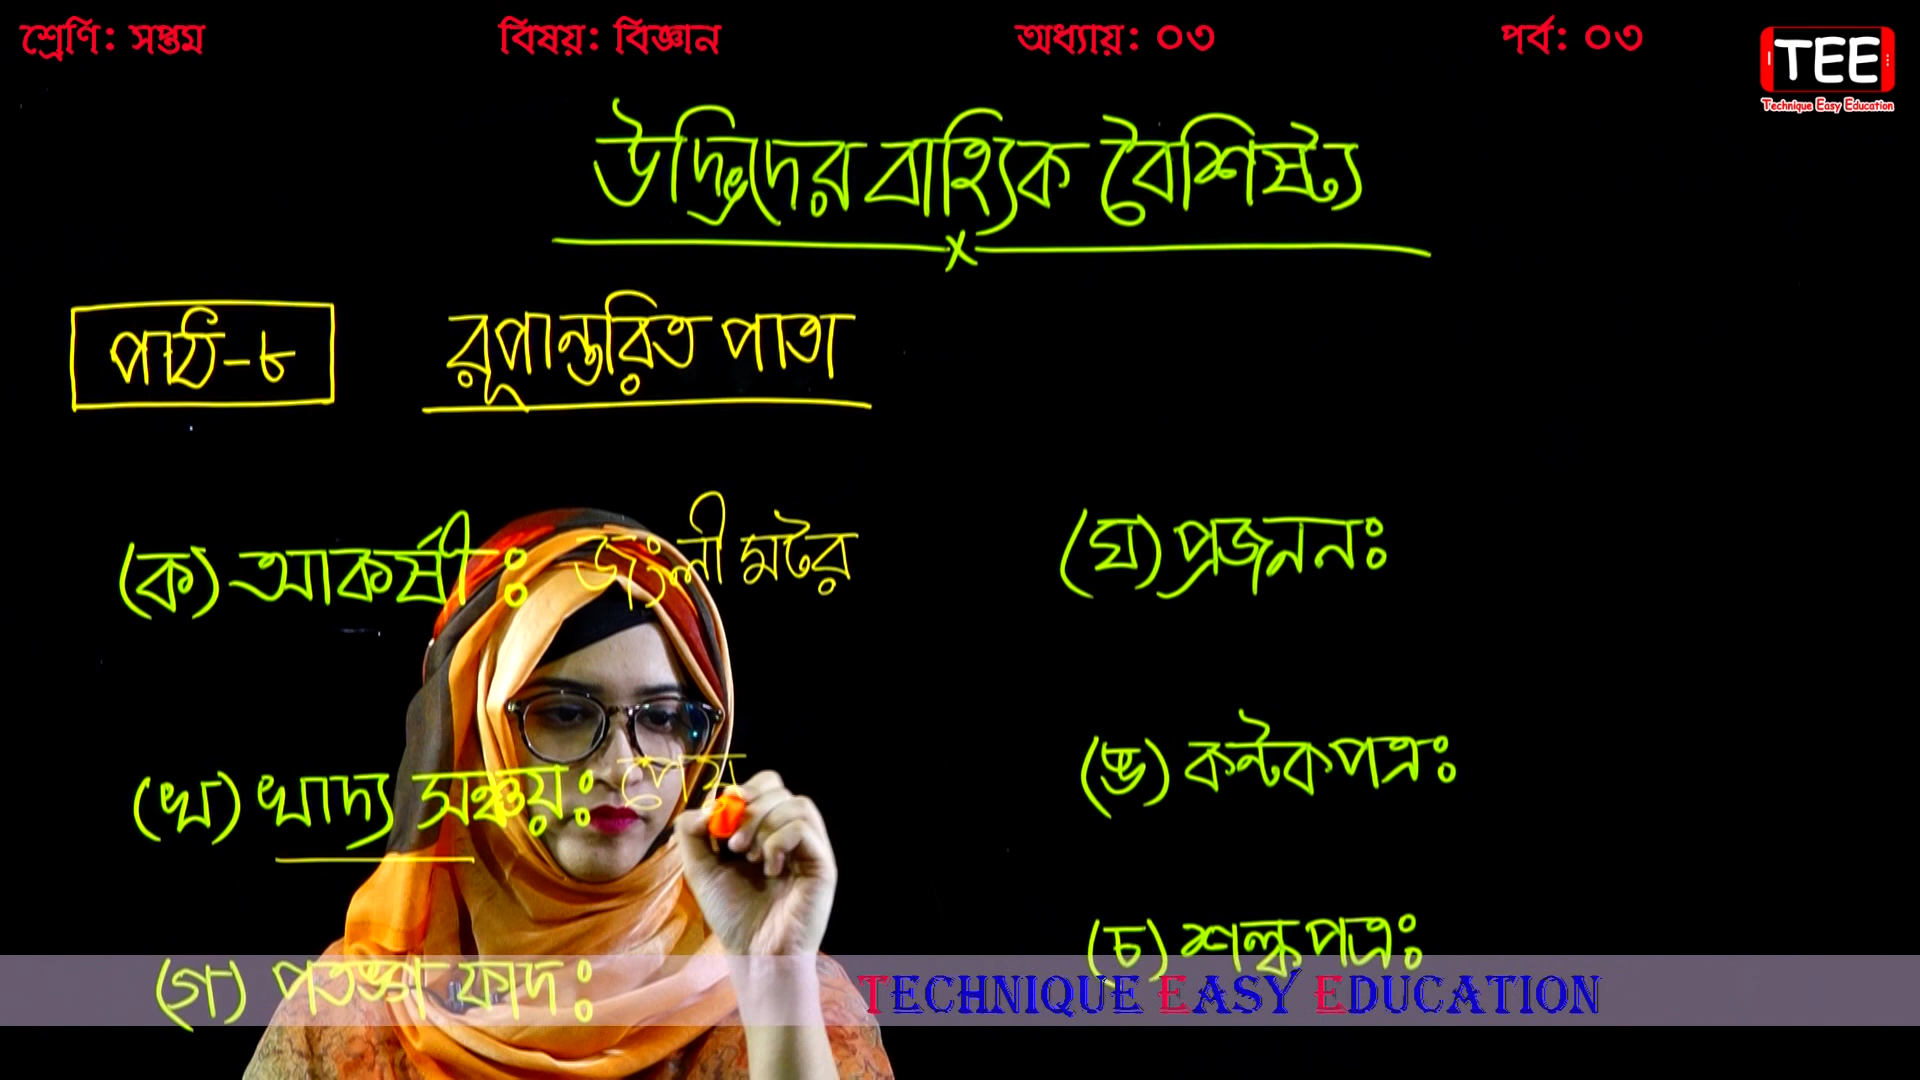 শ্রেণি: সপ্তম বিষয়: বিজ্ঞান অধ্যায়: ০৩ পর্ব: ০৩
TEE
Technique Easy Education
উদ্ভিদের বাহ্যিক বৈশিষ্ট্য
x
পাঠ-৮ রূপান্তরিত পাতা
(ক) আকর্ষী: জংলী মটর
(ঘ) প্রজনন:
(খ) খাদ্য সঞ্চয়:
(ঙ) কন্টকপত্র:
(গ) পতঙ্গ ফাদ:
(চ) শল্কপত্র:
TECHNIQUE EASY EDUCATION